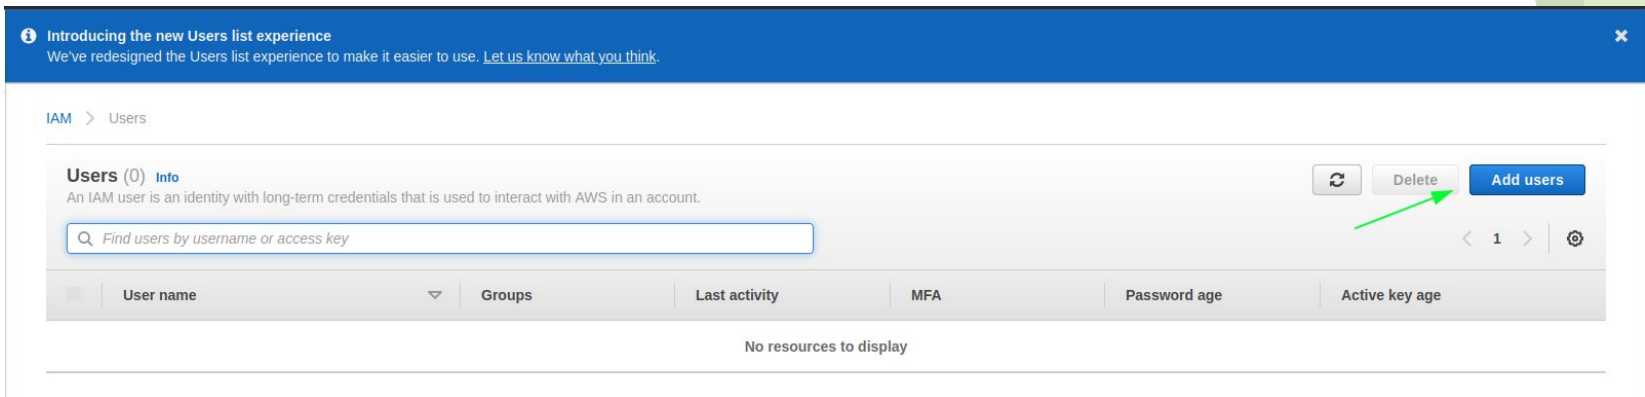 Introducing the new Users list experience
We've redesigned the Users list experience to make it easier to use. Let us know what you think.
IAM > Users
Users (0) Info
An IAM user is an identity with long-term credentials that is used to interact with AWS in an account.
Delete
Add users
Find users by username or access key
1
User name Groups Last activity MFA Password age Active key age
No resources to display